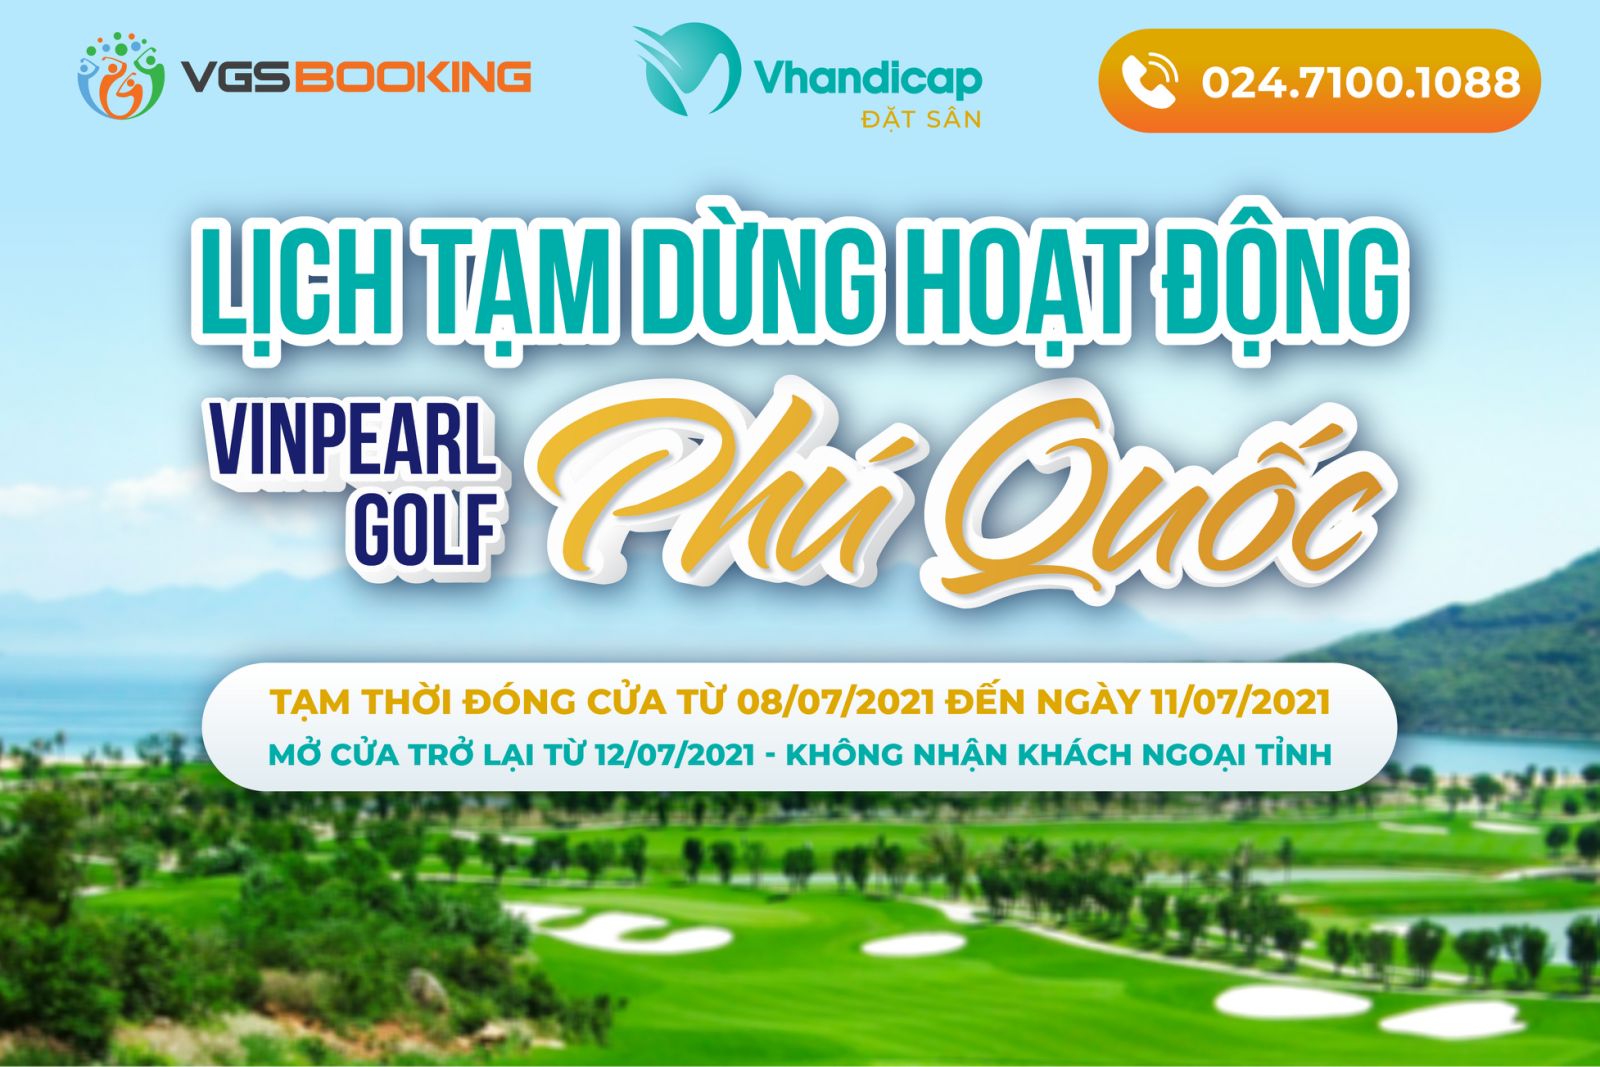 VGSBOOKING
Vhandicap
ĐẶT SÂN
024.7100.1088
LỊCH TẠM DỪNG HOẠT ĐỘNG
VINPEARL
GOLF
Phú Quốc
TẠM THỜI ĐÓNG CỬA TỪ 08/07/2021 ĐẾN NGÀY 11/07/2021
MỞ CỬA TRỞ LẠI TỪ 12/07/2021 - KHÔNG NHẬN KHÁCH NGOẠI TỈNH